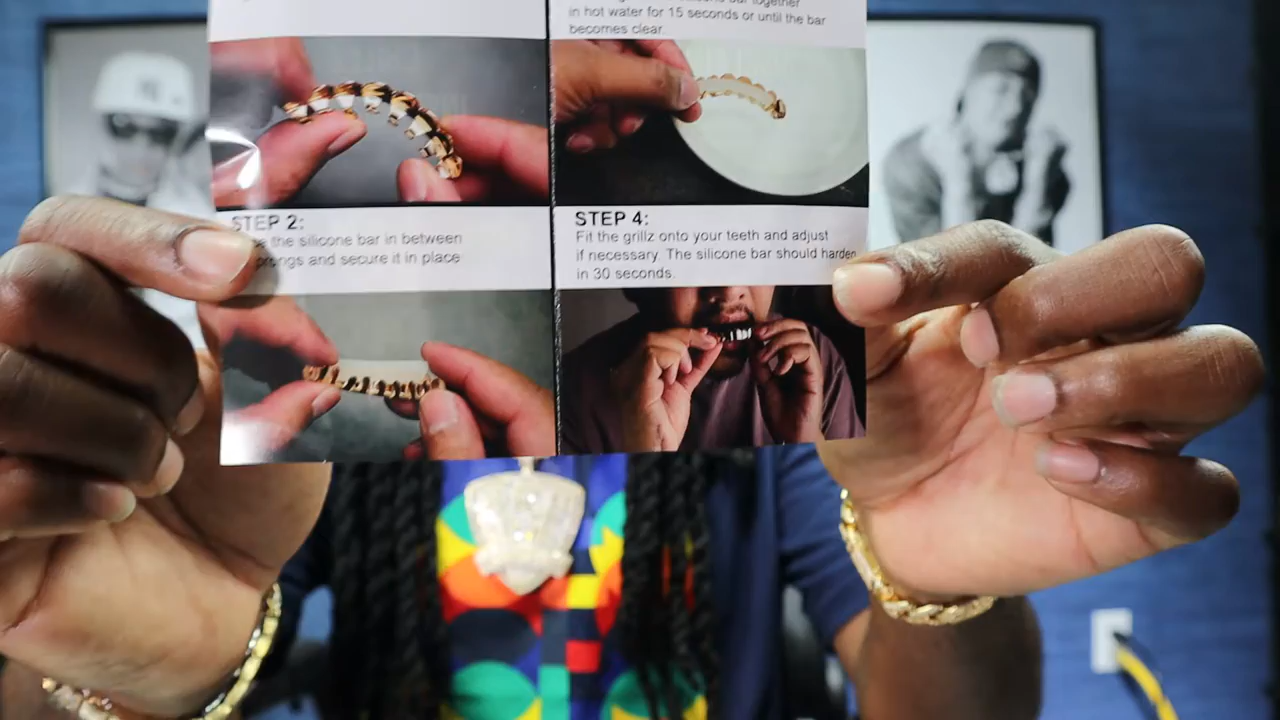 in hot water for 15 seconds or until the bar
becomes clear.
STEP 2:
the silicone bar in between
prongs and secure it in place
STEP 4:
Fit the grillz onto your teeth and adjust
if necessary. The silicone bar should harden
in 30 seconds.